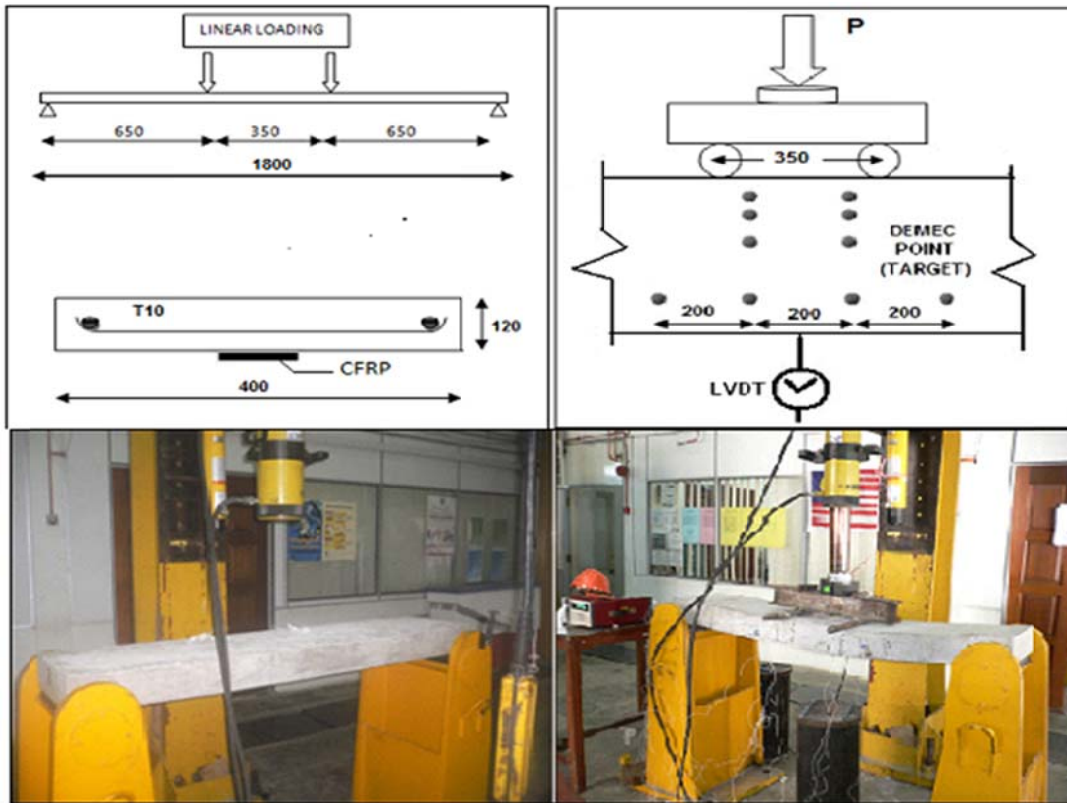 LINEAR LOADING
650
350
650
1800
T10
120
CFRP
400
P
350
DEMEC
POINT
(TARGET)
200
200
200
LVDT